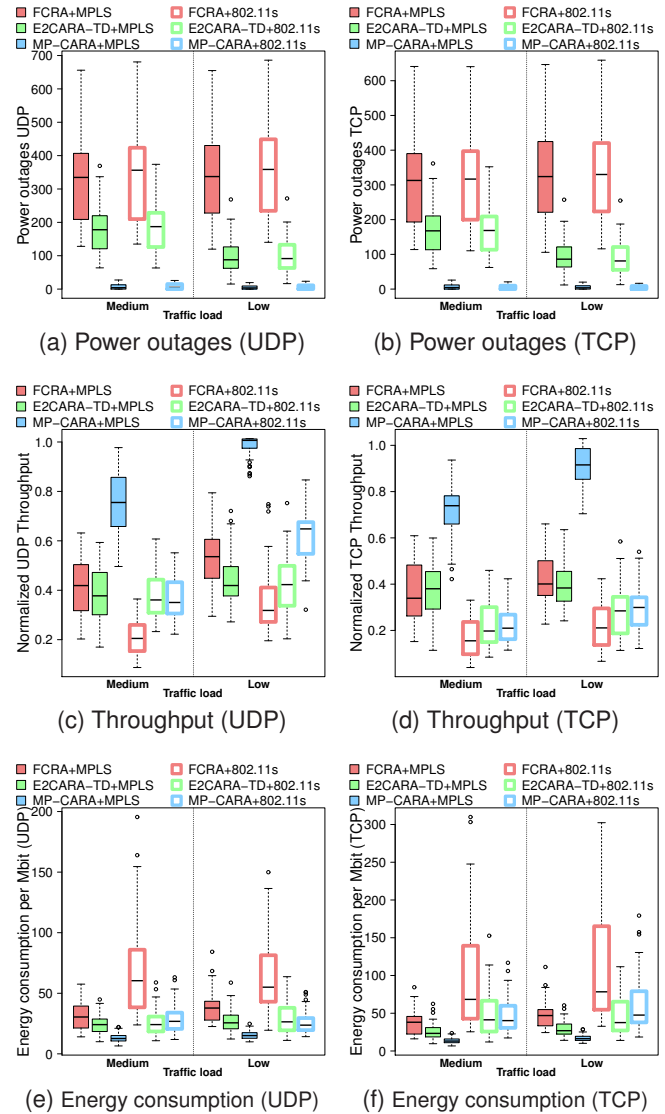 FCRA+MPLS
FCRA+802.11s
E2CARA−TD+MPLS
E2CARA−TD+802.11s
MP−CARA+MPLS
MP−CARA+802.11s
Power outages UDP
600
500
400
300
200
100
0
Medium
Low
Traffic load
(a) Power outages (UDP)
FCRA+MPLS
FCRA+802.11s
E2CARA−TD+MPLS
E2CARA−TD+802.11s
MP−CARA+MPLS
MP−CARA+802.11s
Power outages TCP
600
500
400
300
200
100
0
Medium
Low
Traffic load
(b) Power outages (TCP)
FCRA+MPLS
FCRA+802.11s
E2CARA−TD+MPLS
E2CARA−TD+802.11s
MP−CARA+MPLS
MP−CARA+802.11s
Normalized UDP Throughput
1.0
0.8
0.6
0.4
0.2
Medium
Low
Traffic load
(c) Throughput (UDP)
FCRA+MPLS
FCRA+802.11s
E2CARA−TD+MPLS
E2CARA−TD+802.11s
MP−CARA+MPLS
MP−CARA+802.11s
Normalized TCP Throughput
1.0
0.8
0.6
0.4
0.2
Medium
Low
Traffic load
(d) Throughput (TCP)
FCRA+MPLS
FCRA+802.11s
E2CARA−TD+MPLS
E2CARA−TD+802.11s
MP−CARA+MPLS
MP−CARA+802.11s
Energy consumption per Mbit (UDP)
200
150
100
50
0
Medium
Low
Traffic load
(e) Energy consumption (UDP)
FCRA+MPLS
FCRA+802.11s
E2CARA−TD+MPLS
E2CARA−TD+802.11s
MP−CARA+MPLS
MP−CARA+802.11s
Energy consumption per Mbit (TCP)
300
250
200
150
100
50
0
Medium
Low
Traffic load
(f) Energy consumption (TCP)